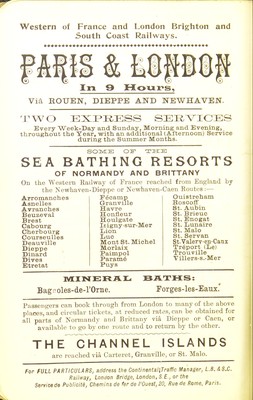 Western of France and London Brighton and
South Coast Railways.
PARIS & LONDON
In 9 Hours,
VIA ROUEN, DIEPPE AND NEWHAVEN.
TWO EXPRESS SERVICES
Every Week-Day and Sunday, Morning and Evening,
throughout the Year, with an additional (Afternoon) Service
during the Summer Months.
SOME OF THE
SEA BATHING RESORTS
OF NORMANDY AND BRITTANY
On the Western Railway of France reached from England by
the Newhaven-Dieppe or Newhaven-Caen Routes:—
Arromanches Fécamp Ouistreham
Asnelles Granville Roscoff
Avranches Havre St. Aubin
Beuzeval Honfleur St. Brieuc
Brest Houlgate St. Enogat
Cabourg Isigny-sur-Mer St. Lunaire
Cherbourg Lion St. Malo
Courseulles Luc St. Servan
Deauville Mont St. Michel St. Valery-en-Caux
Dieppe Morlaix Tréport (Le)
Dinard Paimpol Trouville
Dives Paramé Villers-s.-Mer
Etretat Puys
MINERAL BATHS:
Bagnoles-de-l'Orne. Forges-les-Eaux.
Passengers can book through from London to many of the above
places, and circular tickets, at reduced rates, can be obtained for
all parts of Normandy and Brittany via Dieppe or Caen, or
available to go by one route and to return by the other.
THE CHANNEL ISLANDS
are reached via Carteret, Granville, or St. Malo.
For FULL PARTICULARS, address the Continental Traffic Manager, L.B. & S.C.
Railway, London Bridge, London, S.E., or the
Service de Publicité, Chemins de fer de l'Ouest, 20, Rue de Rome, Paris.